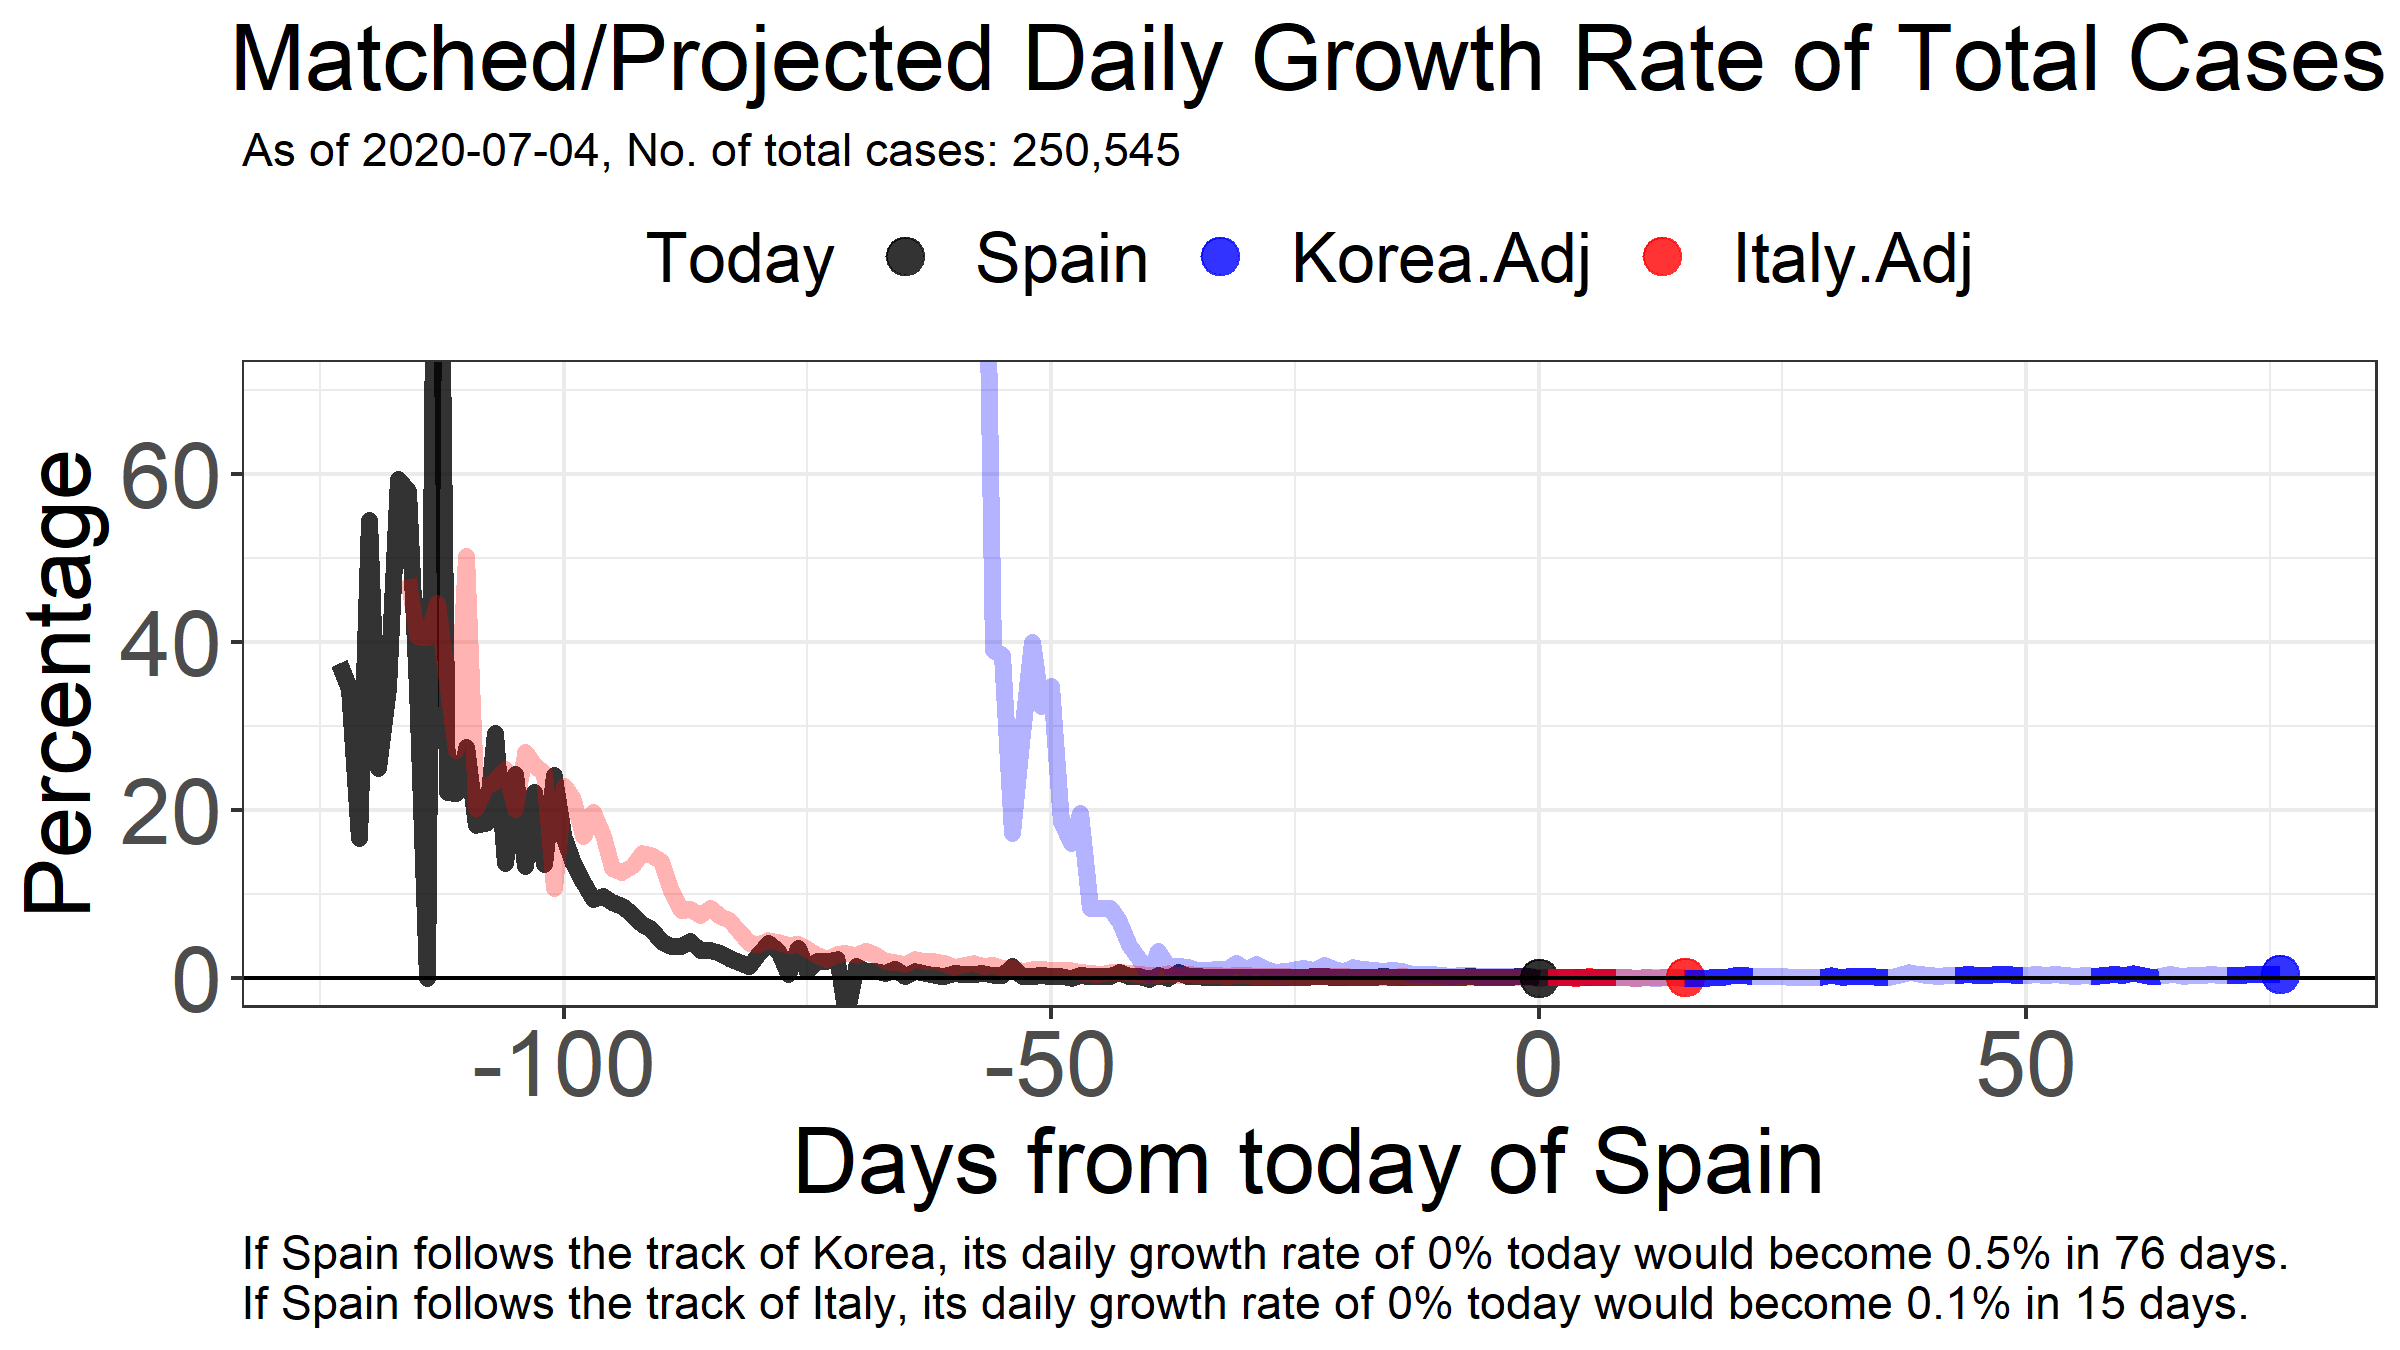 Matched/Projected Daily Growth Rate of Total Cases
As of 2020-07-04, No. of total cases: 250,545
Today Spain Korea.Adj Italy.Adj
Percentage
60
40
20
0
-100 -50 0 50
Days from today of Spain
If Spain follows the track of Korea, its daily growth rate of 0% today would become 0.5% in 76 days.
If Spain follows the track of Italy, its daily growth rate of 0% today would become 0.1% in 15 days.